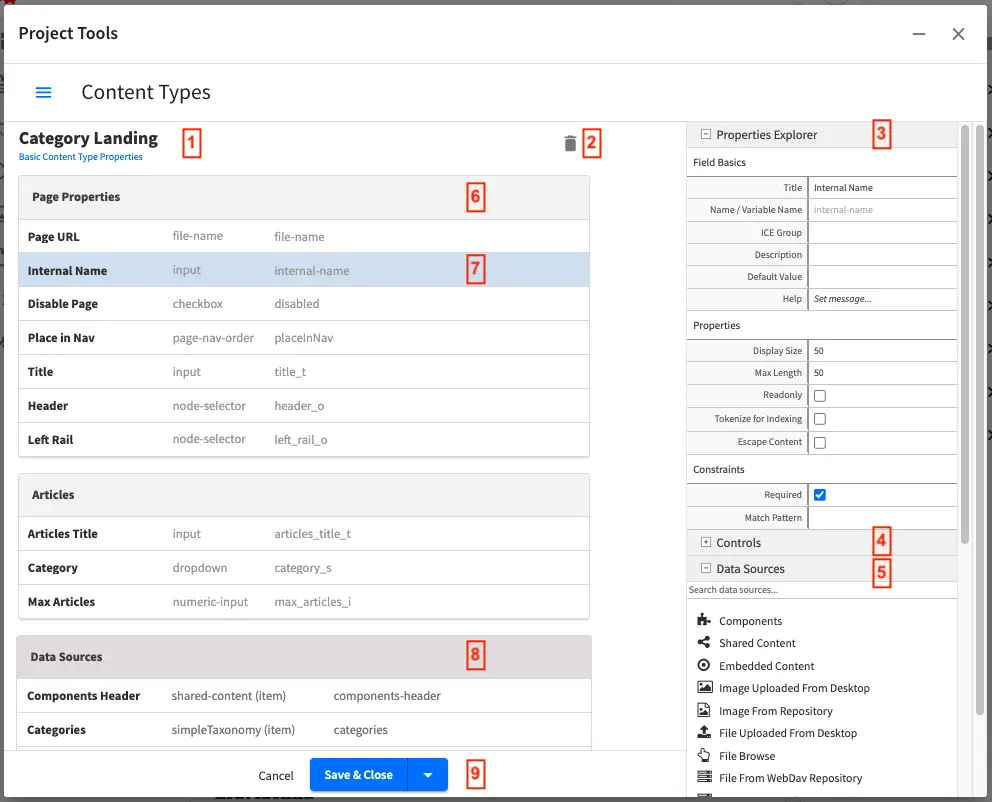 Project Tools
Content Types
Category Landing
1
2
Basic Content Type Properties
Page Properties
6
Page URL file-name file-name
Internal Name input internal-name
7
Disable Page checkbox disabled
Place in Nav page-nav-order placeInNav
Title input title_t
Header node-selector header_o
Left Rail node-selector left_rail_o
Articles
Articles Title input articles_title_t
Category dropdown category_s
Max Articles numeric-input max_articles_i
Data Sources
8
Components Header shared-content (item) components-header
Categories simpleTaxonomy (item) categories
Properties Explorer
3
Field Basics
Title Internal Name
Name / Variable Name internal-name
ICE Group
Description
Default Value
Help Set message...
Properties
Display Size 50
Max Length 50
Readonly
Tokenize for Indexing
Escape Content
Constraints
Required
Match Pattern
Controls
4
Data Sources
5
Search data sources...
Components
Shared Content
Embedded Content
Image Uploaded From Desktop
Image From Repository
File Uploaded From Desktop
File Browse
File From WebDav Repository
Cancel
Save & Close
9